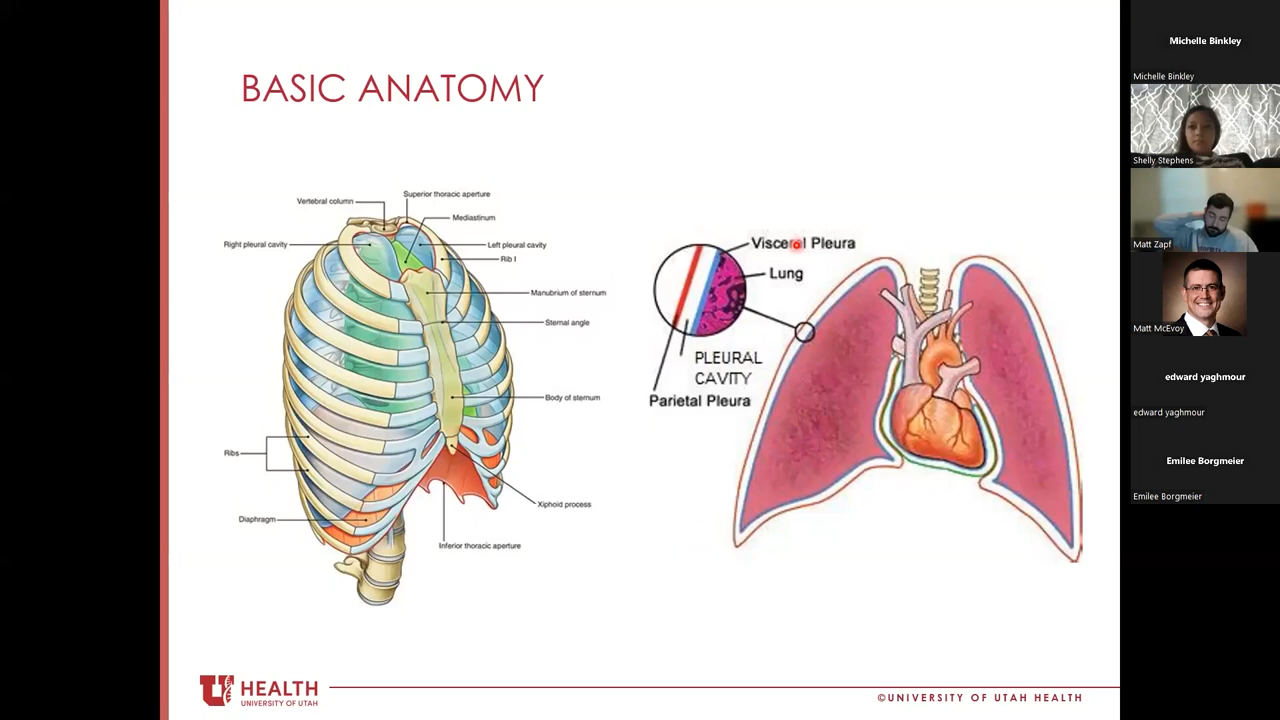 BASIC ANATOMY
Superior thoracic aperture
Vertebral column
Mediastinum
Right pleural cavity
Left pleural cavity
Rib I
Manubrium of sternum
Sternal angle
Body of sternum
Ribs
Xiphoid process
Diaphragm
Inferior thoracic aperture
Visceral Pleura
Lung
PLEURAL
CAVITY
Parietal Pleura
U
HEALTH
UNIVERSITY OF UTAH
©UNIVERSITY OF UTAH HEALTH
Michelle Binkley
Michelle Binkley
Shelly Stephens
Matt Zapf
Matt McEvoy
edward yaghmour
edward yaghmour
Emilee Borgmeier
Emilee Borgmeier